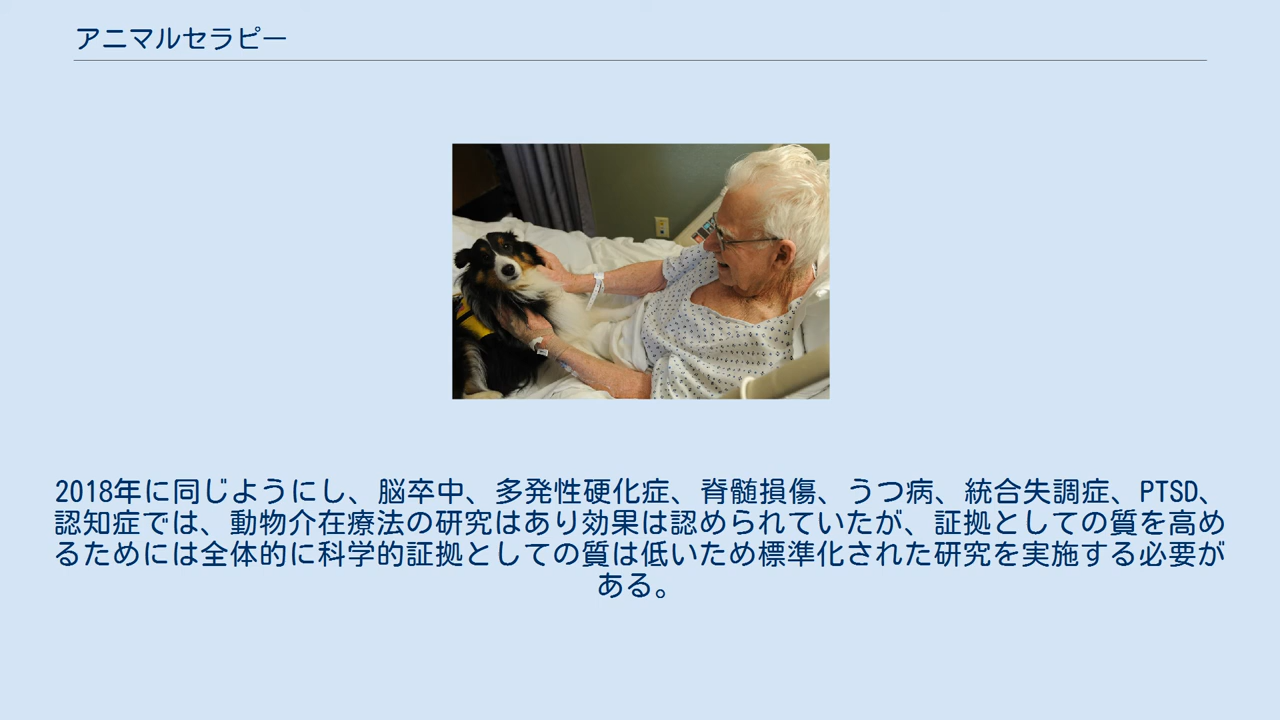 アニマルセラピー
2018年に同じようにし、脳卒中、多発性硬化症、脊髄損傷、うつ病、統合失調症、PTSD、
認知症では、動物介在療法の研究はあり効果は認められていたが、証拠としての質を高め
るためには全体的に科学的証拠としての質は低いため標準化された研究を実施する必要が
ある。